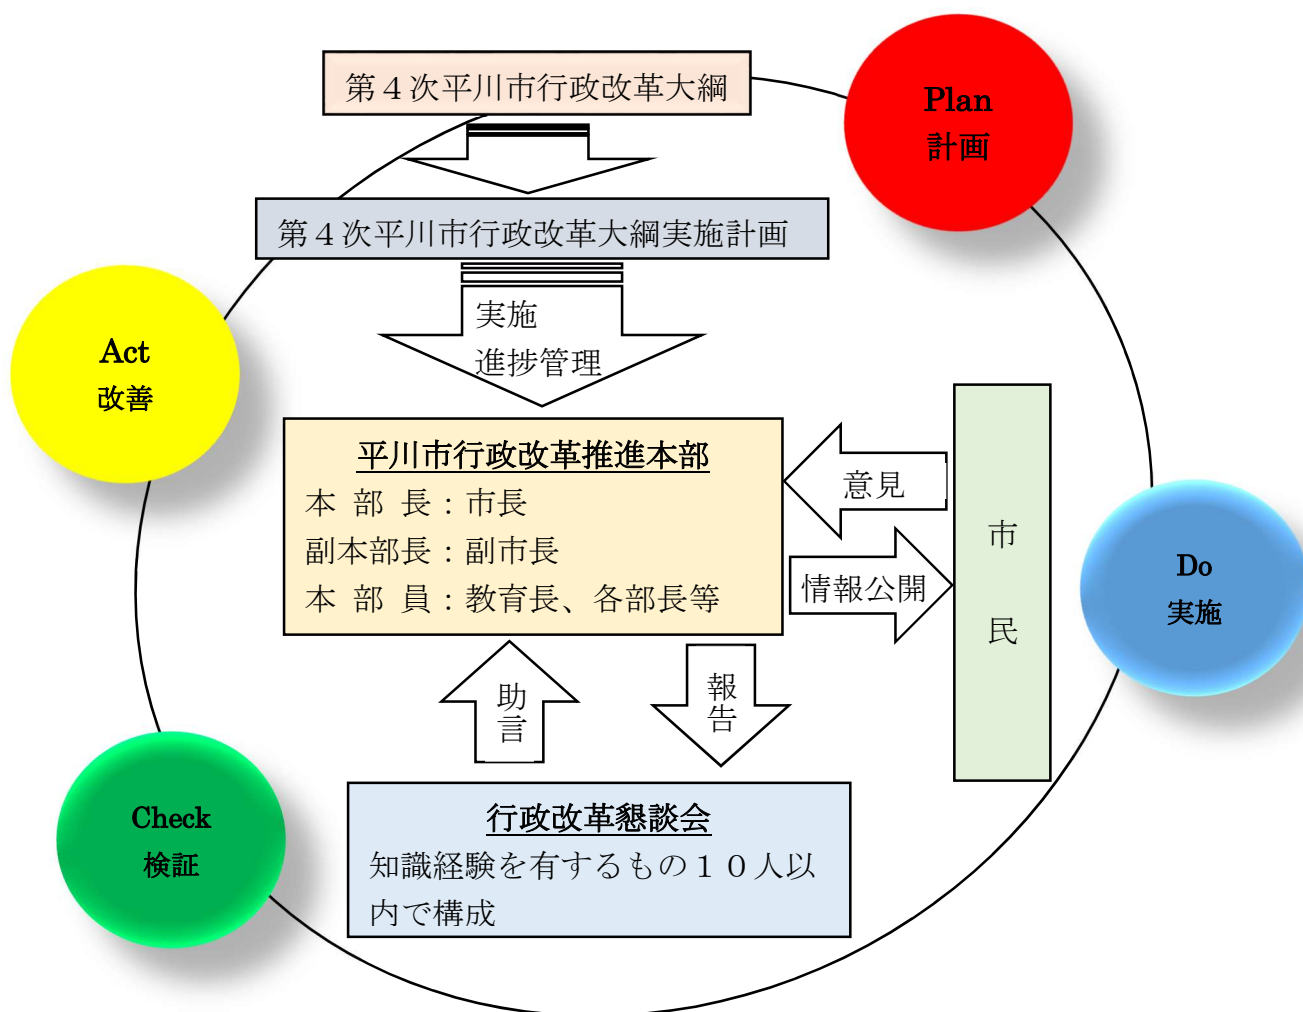 第４次平川市行政改革大綱
Plan
計画
第４次平川市行政改革大綱実施計画
実施
進捗管理
Act
改善
平川市行政改革推進本部
本 部 長：市長
副本部長：副市長
本 部 員：教育長、各部長等
意見
情報公開
市民
Do
実施
助言
報告
Check
検証
行政改革懇談会
知識経験を有するもの１０人以
内で構成